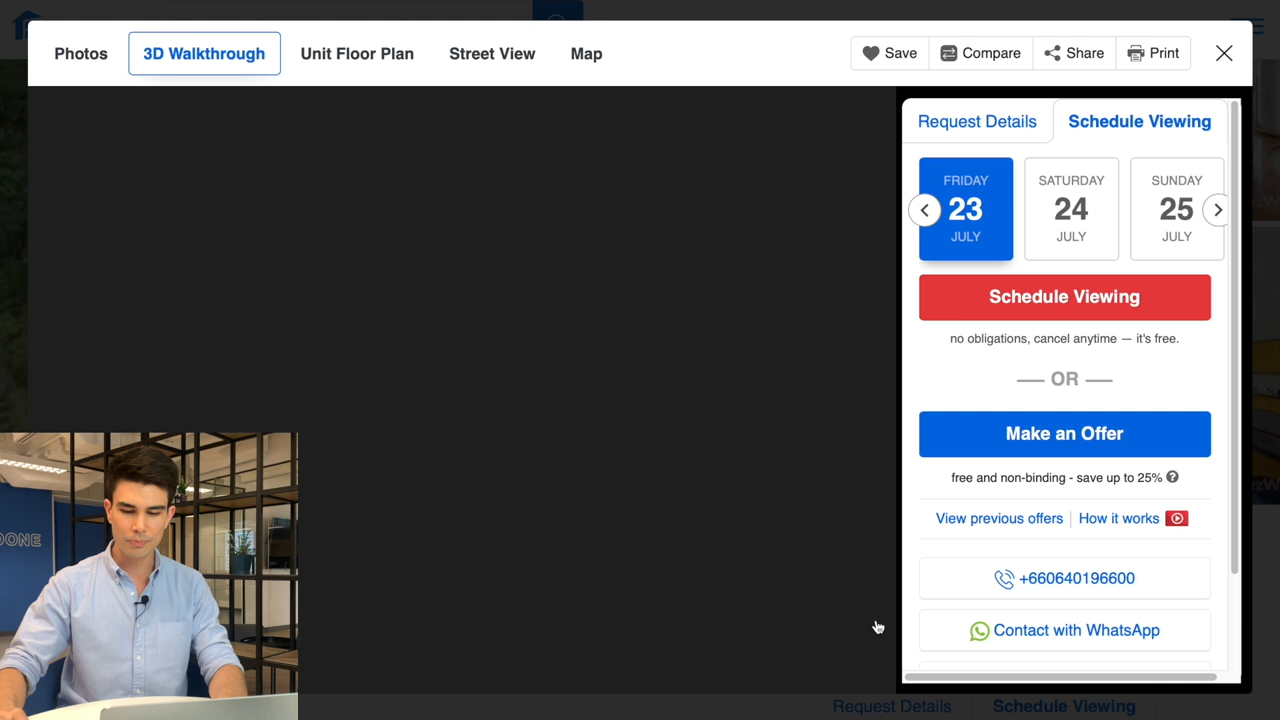 Photos
3D Walkthrough
Unit Floor Plan
Street View
Map
Save
Compare
Share
Print
Request Details
Schedule Viewing
FRIDAY
23
JULY
SATURDAY
24
JULY
SUNDAY
25
JULY
Schedule Viewing
no obligations, cancel anytime — it's free.
OR
Make an Offer
free and non-binding - save up to 25%
View previous offers
How it works
+660640196600
Contact with WhatsApp
DONE
Request Details
Schedule Viewing